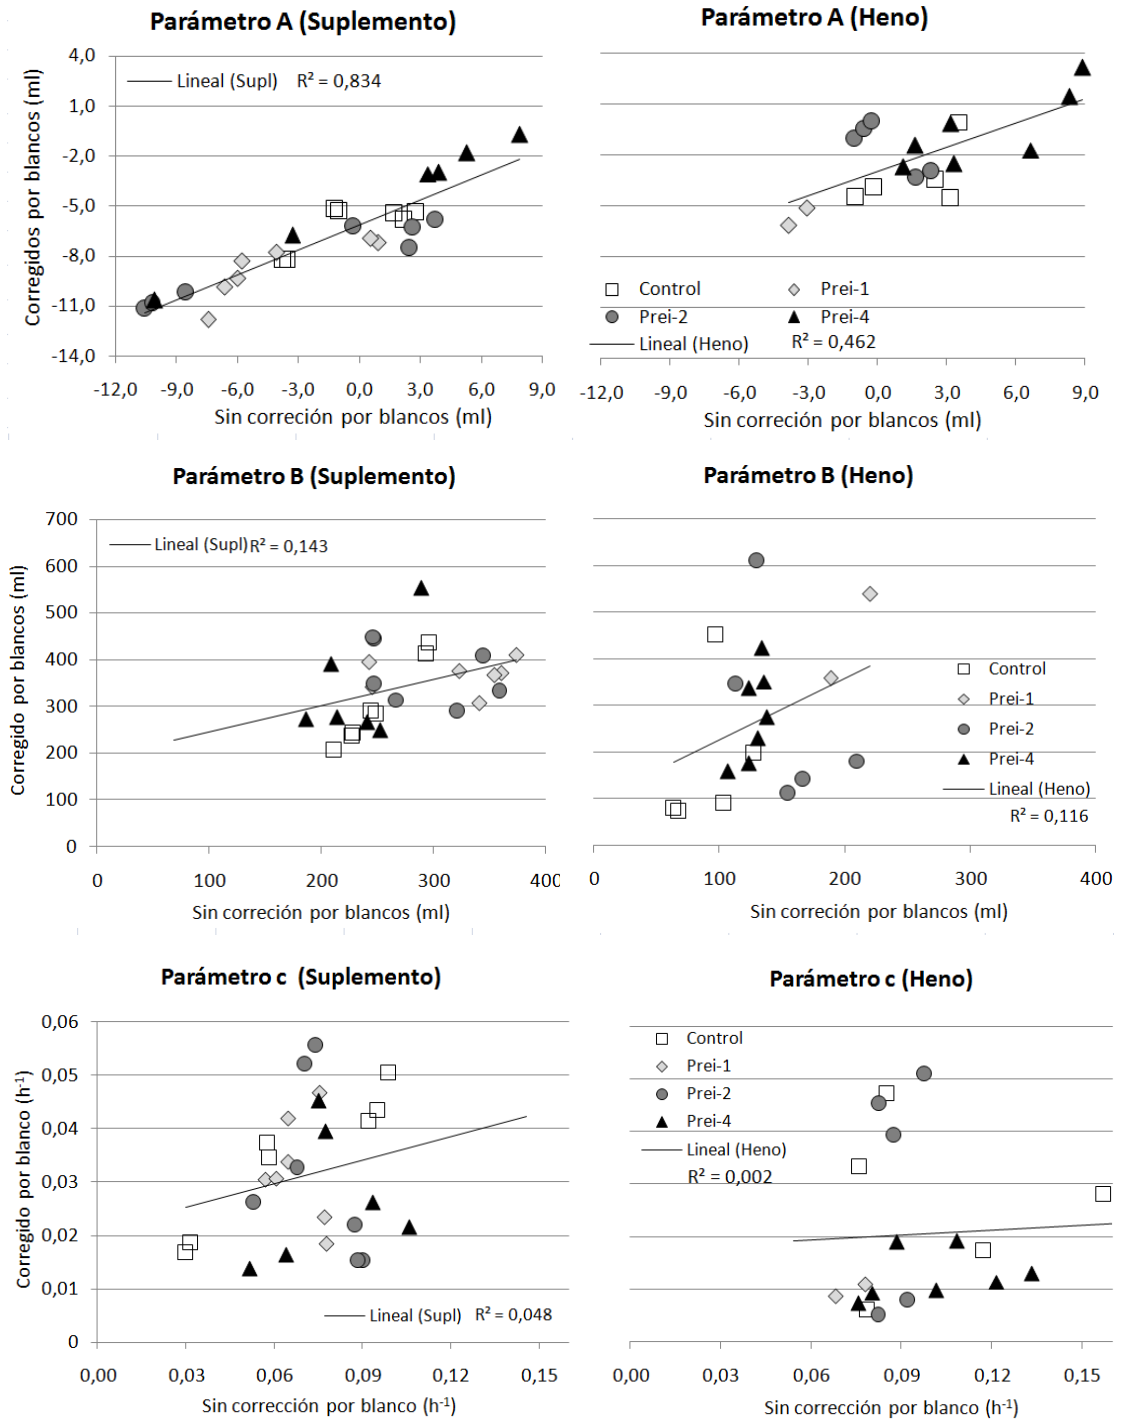 Parámetro A (Suplemento)
Corregidos por blancos (ml)
4,0
1,0
-2,0
-5,0
-8,0
-11,0
-14,0
Lineal (Supl) R² = 0,834
-12,0 -9,0 -6,0 -3,0 0,0 3,0 6,0 9,0
Sin correción por blancos (ml)
Parámetro A (Heno)
Control Prei-1
Prei-2 Prei-4
Lineal (Heno) R² = 0,462
-12,0 -9,0 -6,0 -3,0 0,0 3,0 6,0 9,0
Sin correción por blancos (ml)
Parámetro B (Suplemento)
Corregido por blancos (ml)
700
600
500
400
300
200
100
0
Lineal (Supl) R² = 0,143
0 100 200 300 400
Sin correción por blancos (ml)
Parámetro B (Heno)
Control
Prei-1
Prei-2
Prei-4
Lineal (Heno)
R² = 0,116
0 100 200 300 400
Sin correción por blancos (ml)
Parámetro c (Suplemento)
Corregido por blanco (h⁻¹)
0,06
0,05
0,04
0,03
0,02
0,01
0
Lineal (Supl) R² = 0,048
0,00 0,03 0,06 0,09 0,12 0,15
Sin corrección por blanco (h⁻¹)
Parámetro c (Heno)
Control
Prei-1
Prei-2
Prei-4
Lineal (Heno)
R² = 0,002
0,00 0,03 0,06 0,09 0,12 0,15
Sin corrección por blanco (h⁻¹)